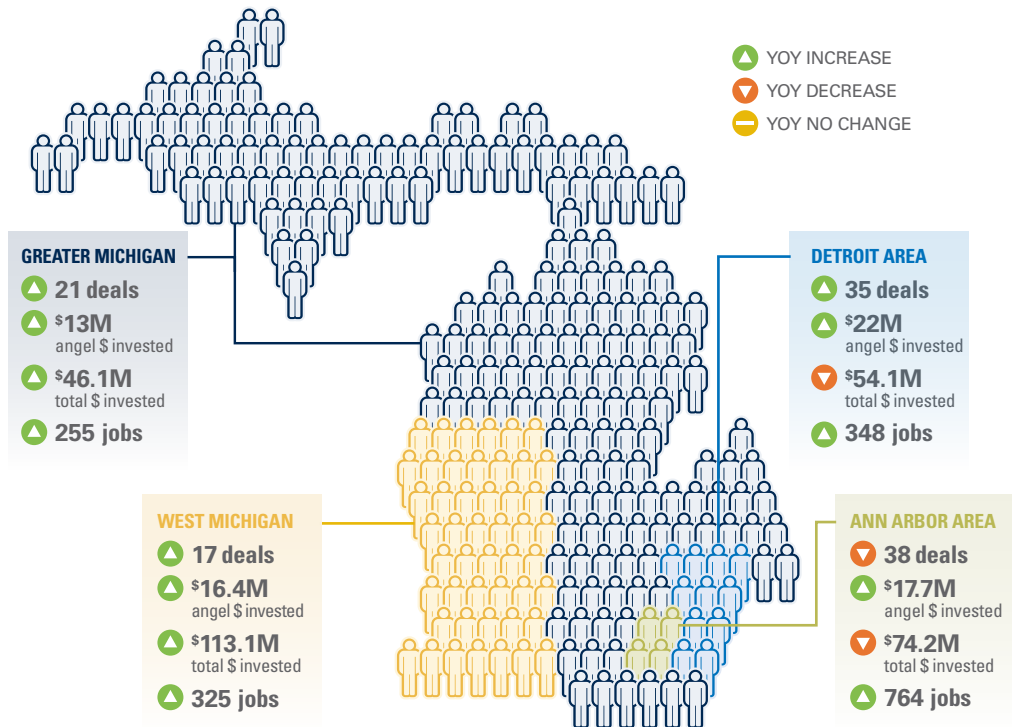 YOY INCREASE
YOY DECREASE
YOY NO CHANGE
GREATER MICHIGAN
21 deals
$13M
angel $ invested
$46.1M
total $ invested
255 jobs
DETROIT AREA
35 deals
$22M
angel $ invested
$54.1M
total $ invested
348 jobs
WEST MICHIGAN
17 deals
$16.4M
angel $ invested
$113.1M
total $ invested
325 jobs
ANN ARBOR AREA
38 deals
$17.7M
angel $ invested
$74.2M
total $ invested
764 jobs